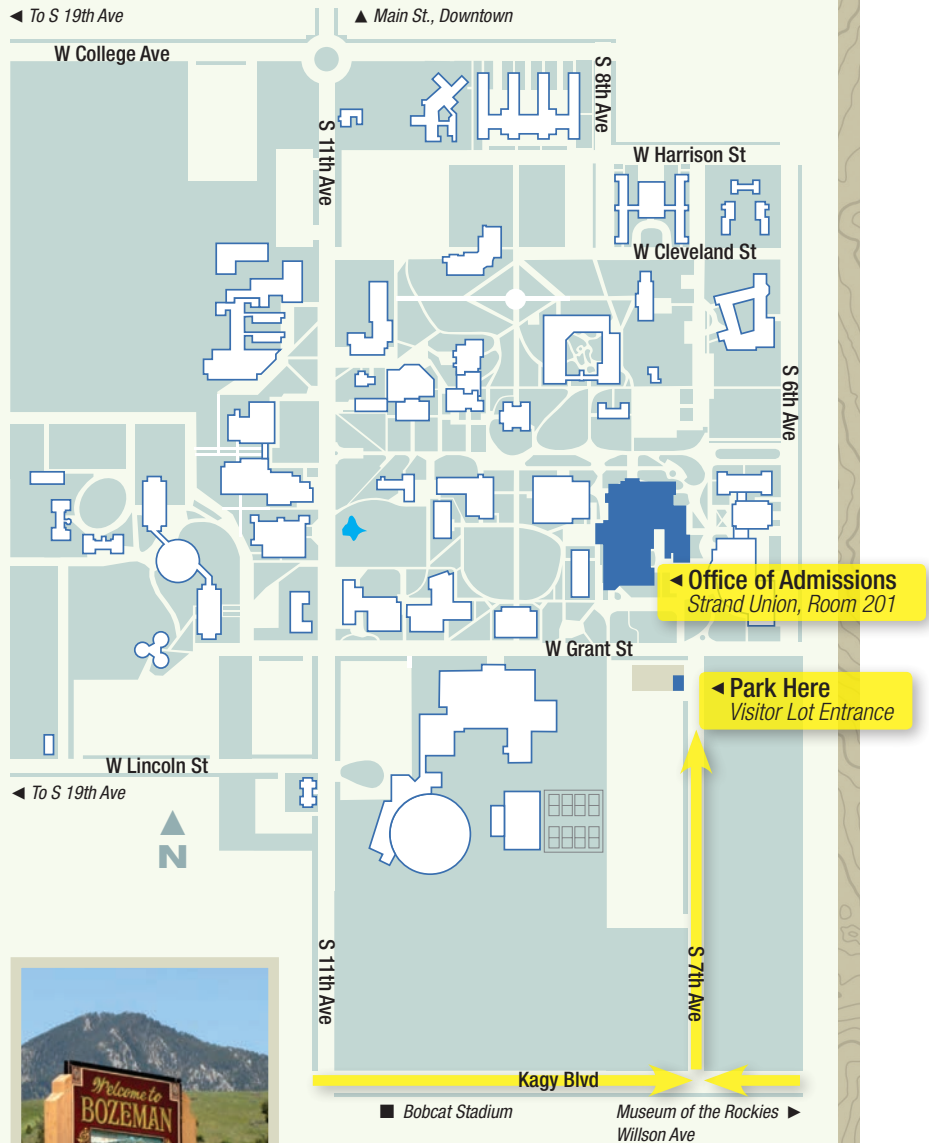 ◄ To S 19th Ave
▲ Main St., Downtown
W College Ave
S 8th Ave
S 11th Ave
W Harrison St
W Cleveland St
S 6th Ave
◄ Office of Admissions
Strand Union, Room 201
W Grant St
◄ Park Here
Visitor Lot Entrance
W Lincoln St
◄ To S 19th Ave
N
S 11th Ave
S 7th Ave
Kagy Blvd
■ Bobcat Stadium
Museum of the Rockies ►
Willson Ave
Welcome to
BOZEMAN